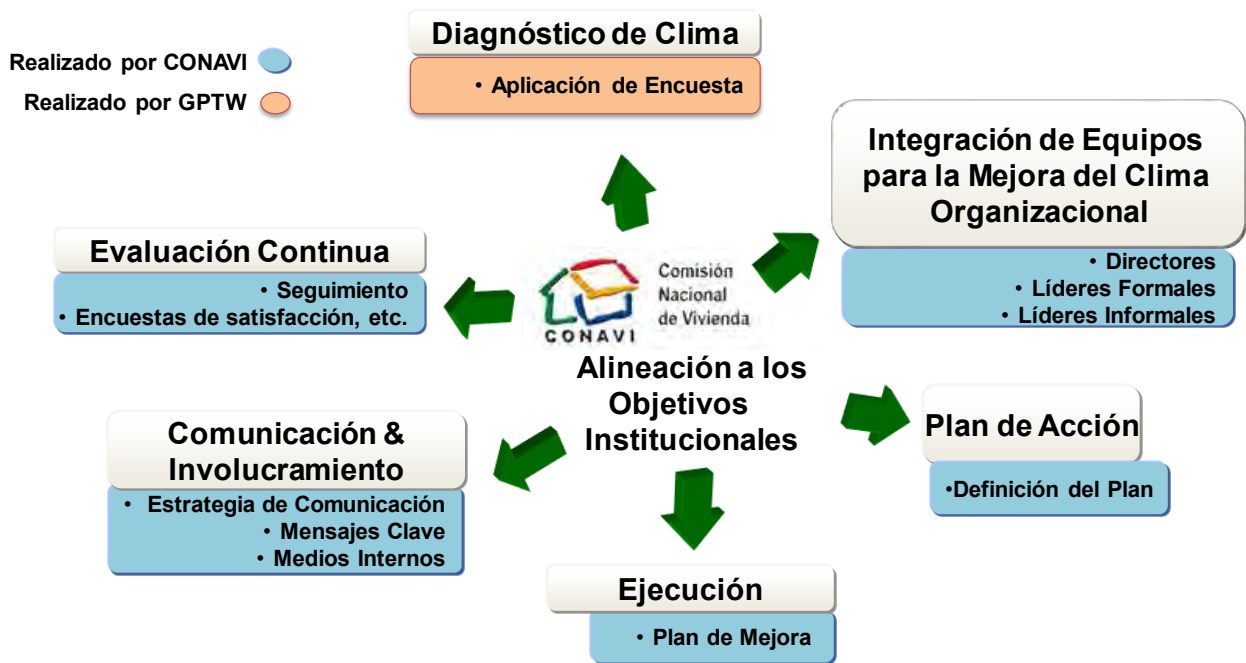 Realizado por CONAVI
Realizado por GPTW
Diagnóstico de Clima
• Aplicación de Encuesta
Integración de Equipos
para la Mejora del Clima
Organizacional
• Directores
• Líderes Formales
• Líderes Informales
Evaluación Continua
• Seguimiento
• Encuestas de satisfacción, etc.
CONAVI
Comisión
Nacional
de Vivienda
Alineación a los
Objetivos
Institucionales
Plan de Acción
•Definición del Plan
Comunicación &
Involucramiento
• Estrategia de Comunicación
• Mensajes Clave
• Medios Internos
Ejecución
• Plan de Mejora